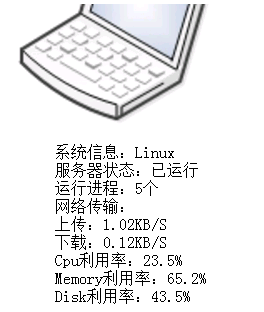 系统信息：Linux
服务器状态：已运行
运行进程：5个
网络传输：
上传：1.02KB/S
下载：0.12KB/S
Cpu利用率：23.5%
Memory利用率：65.2%
Disk利用率：43.5%